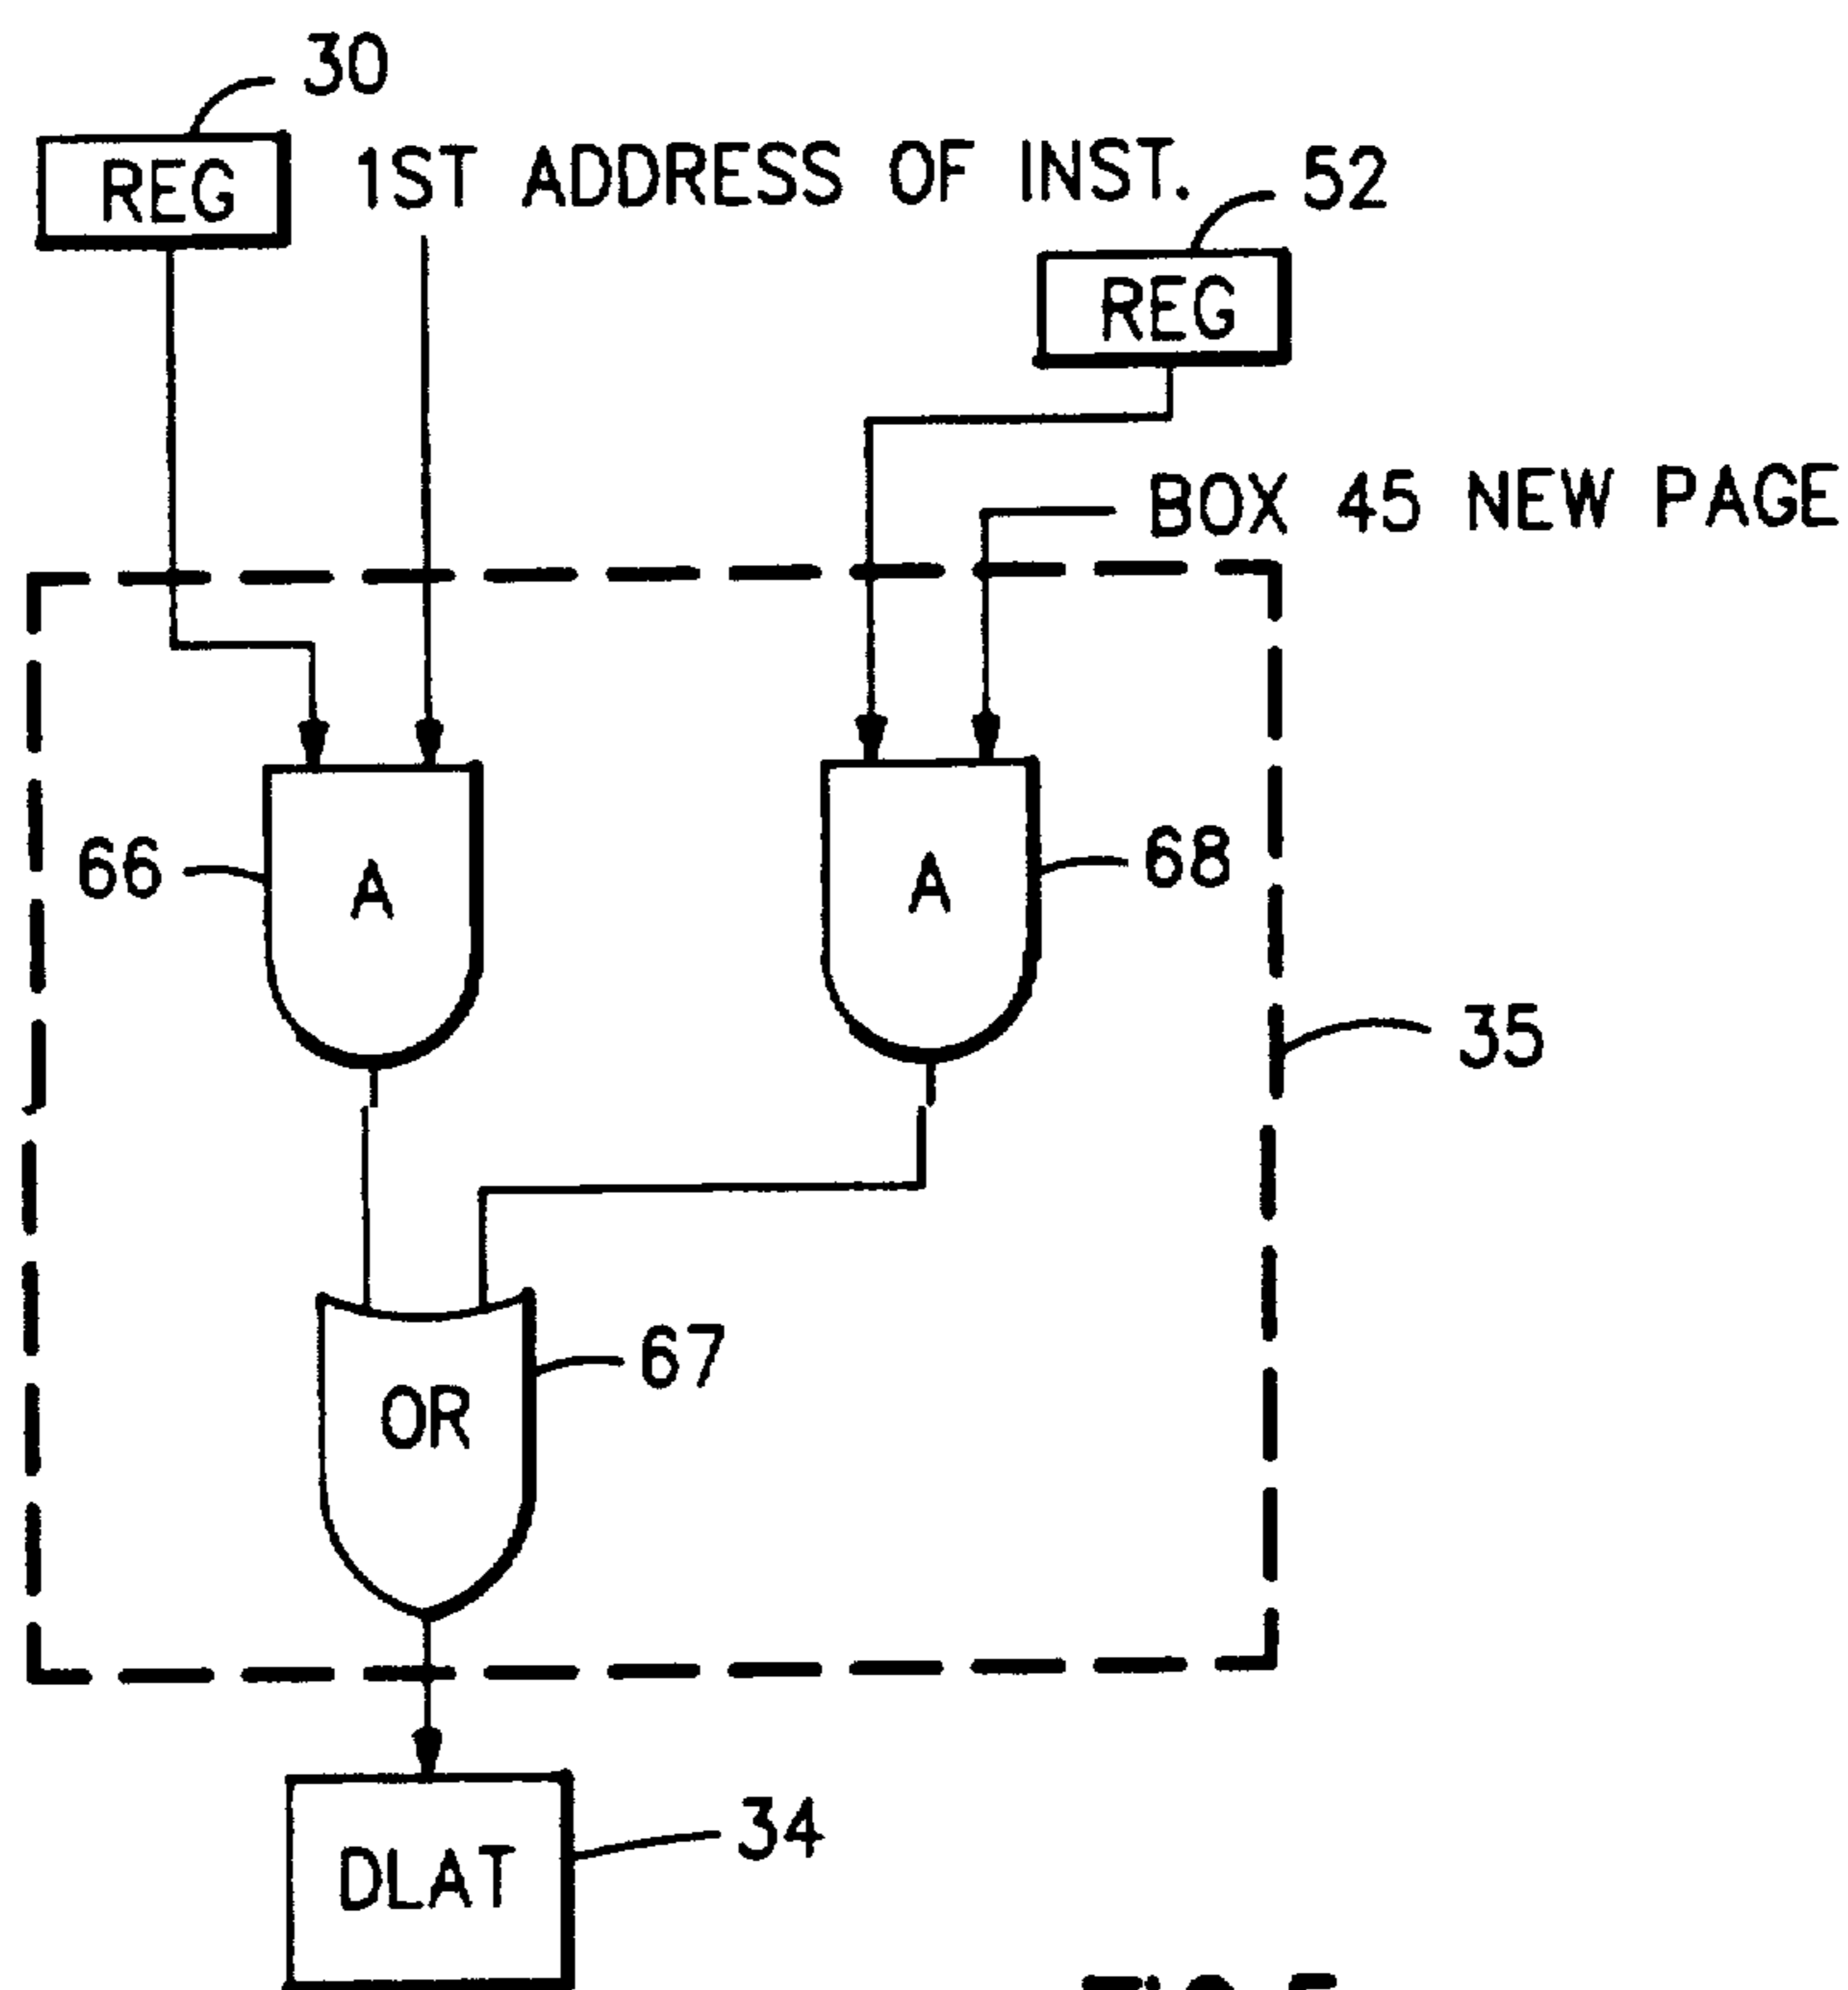 30
REG
1ST ADDRESS OF INST.
52
REG
BOX 45 NEW PAGE
66
A
A
68
35
67
OR
34
DLAT